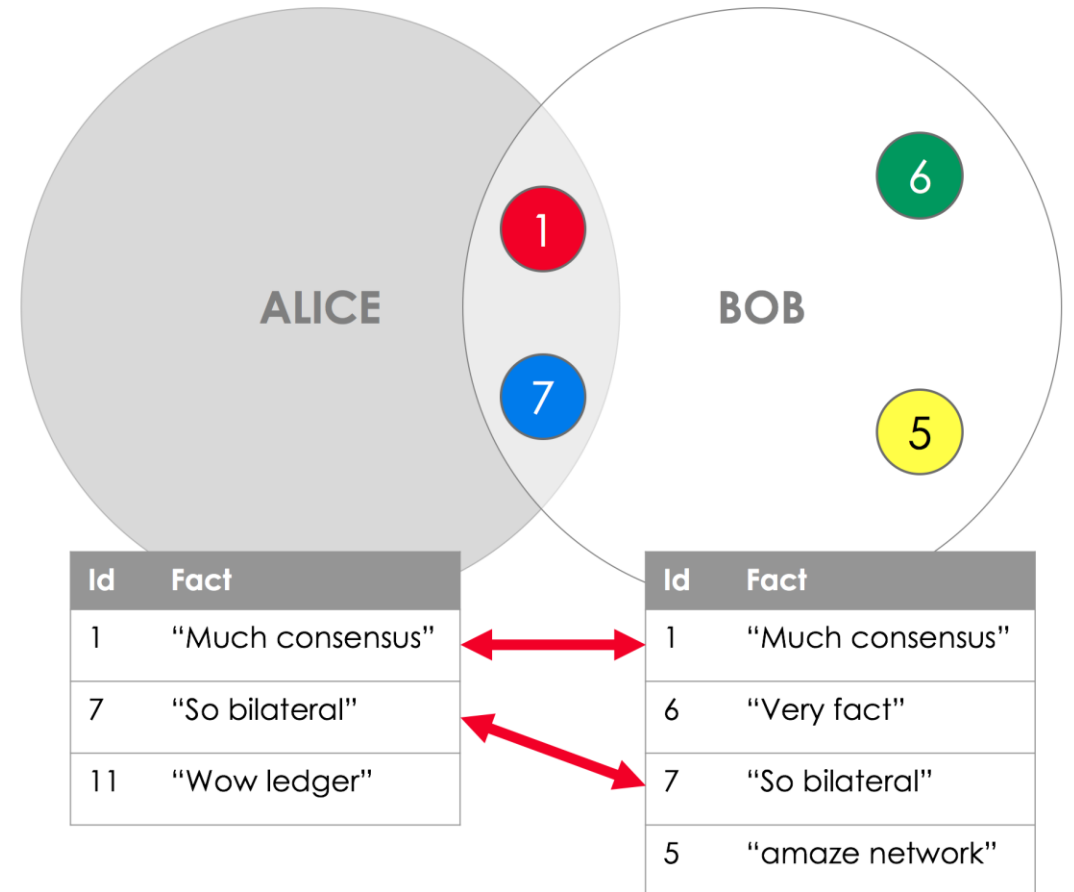 6
1
ALICE
BOB
7
5
Id Fact
1 “Much consensus”
7 “So bilateral”
11 “Wow ledger”
Id Fact
1 “Much consensus”
6 “Very fact”
7 “So bilateral”
5 “amaze network”